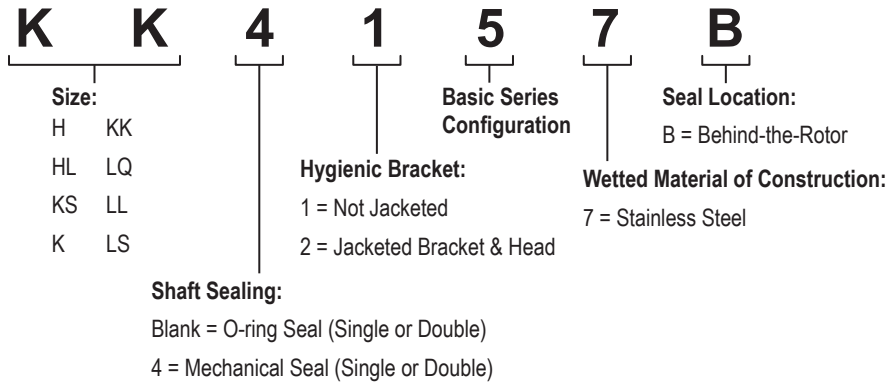 K K 4 1 5 7 B
Size:
H KK
HL LQ
KS LL
K LS
Shaft Sealing:
Blank = O-ring Seal (Single or Double)
4 = Mechanical Seal (Single or Double)
Hygienic Bracket:
1 = Not Jacketed
2 = Jacketed Bracket & Head
Basic Series
Configuration
Wetted Material of Construction:
7 = Stainless Steel
Seal Location:
B = Behind-the-Rotor